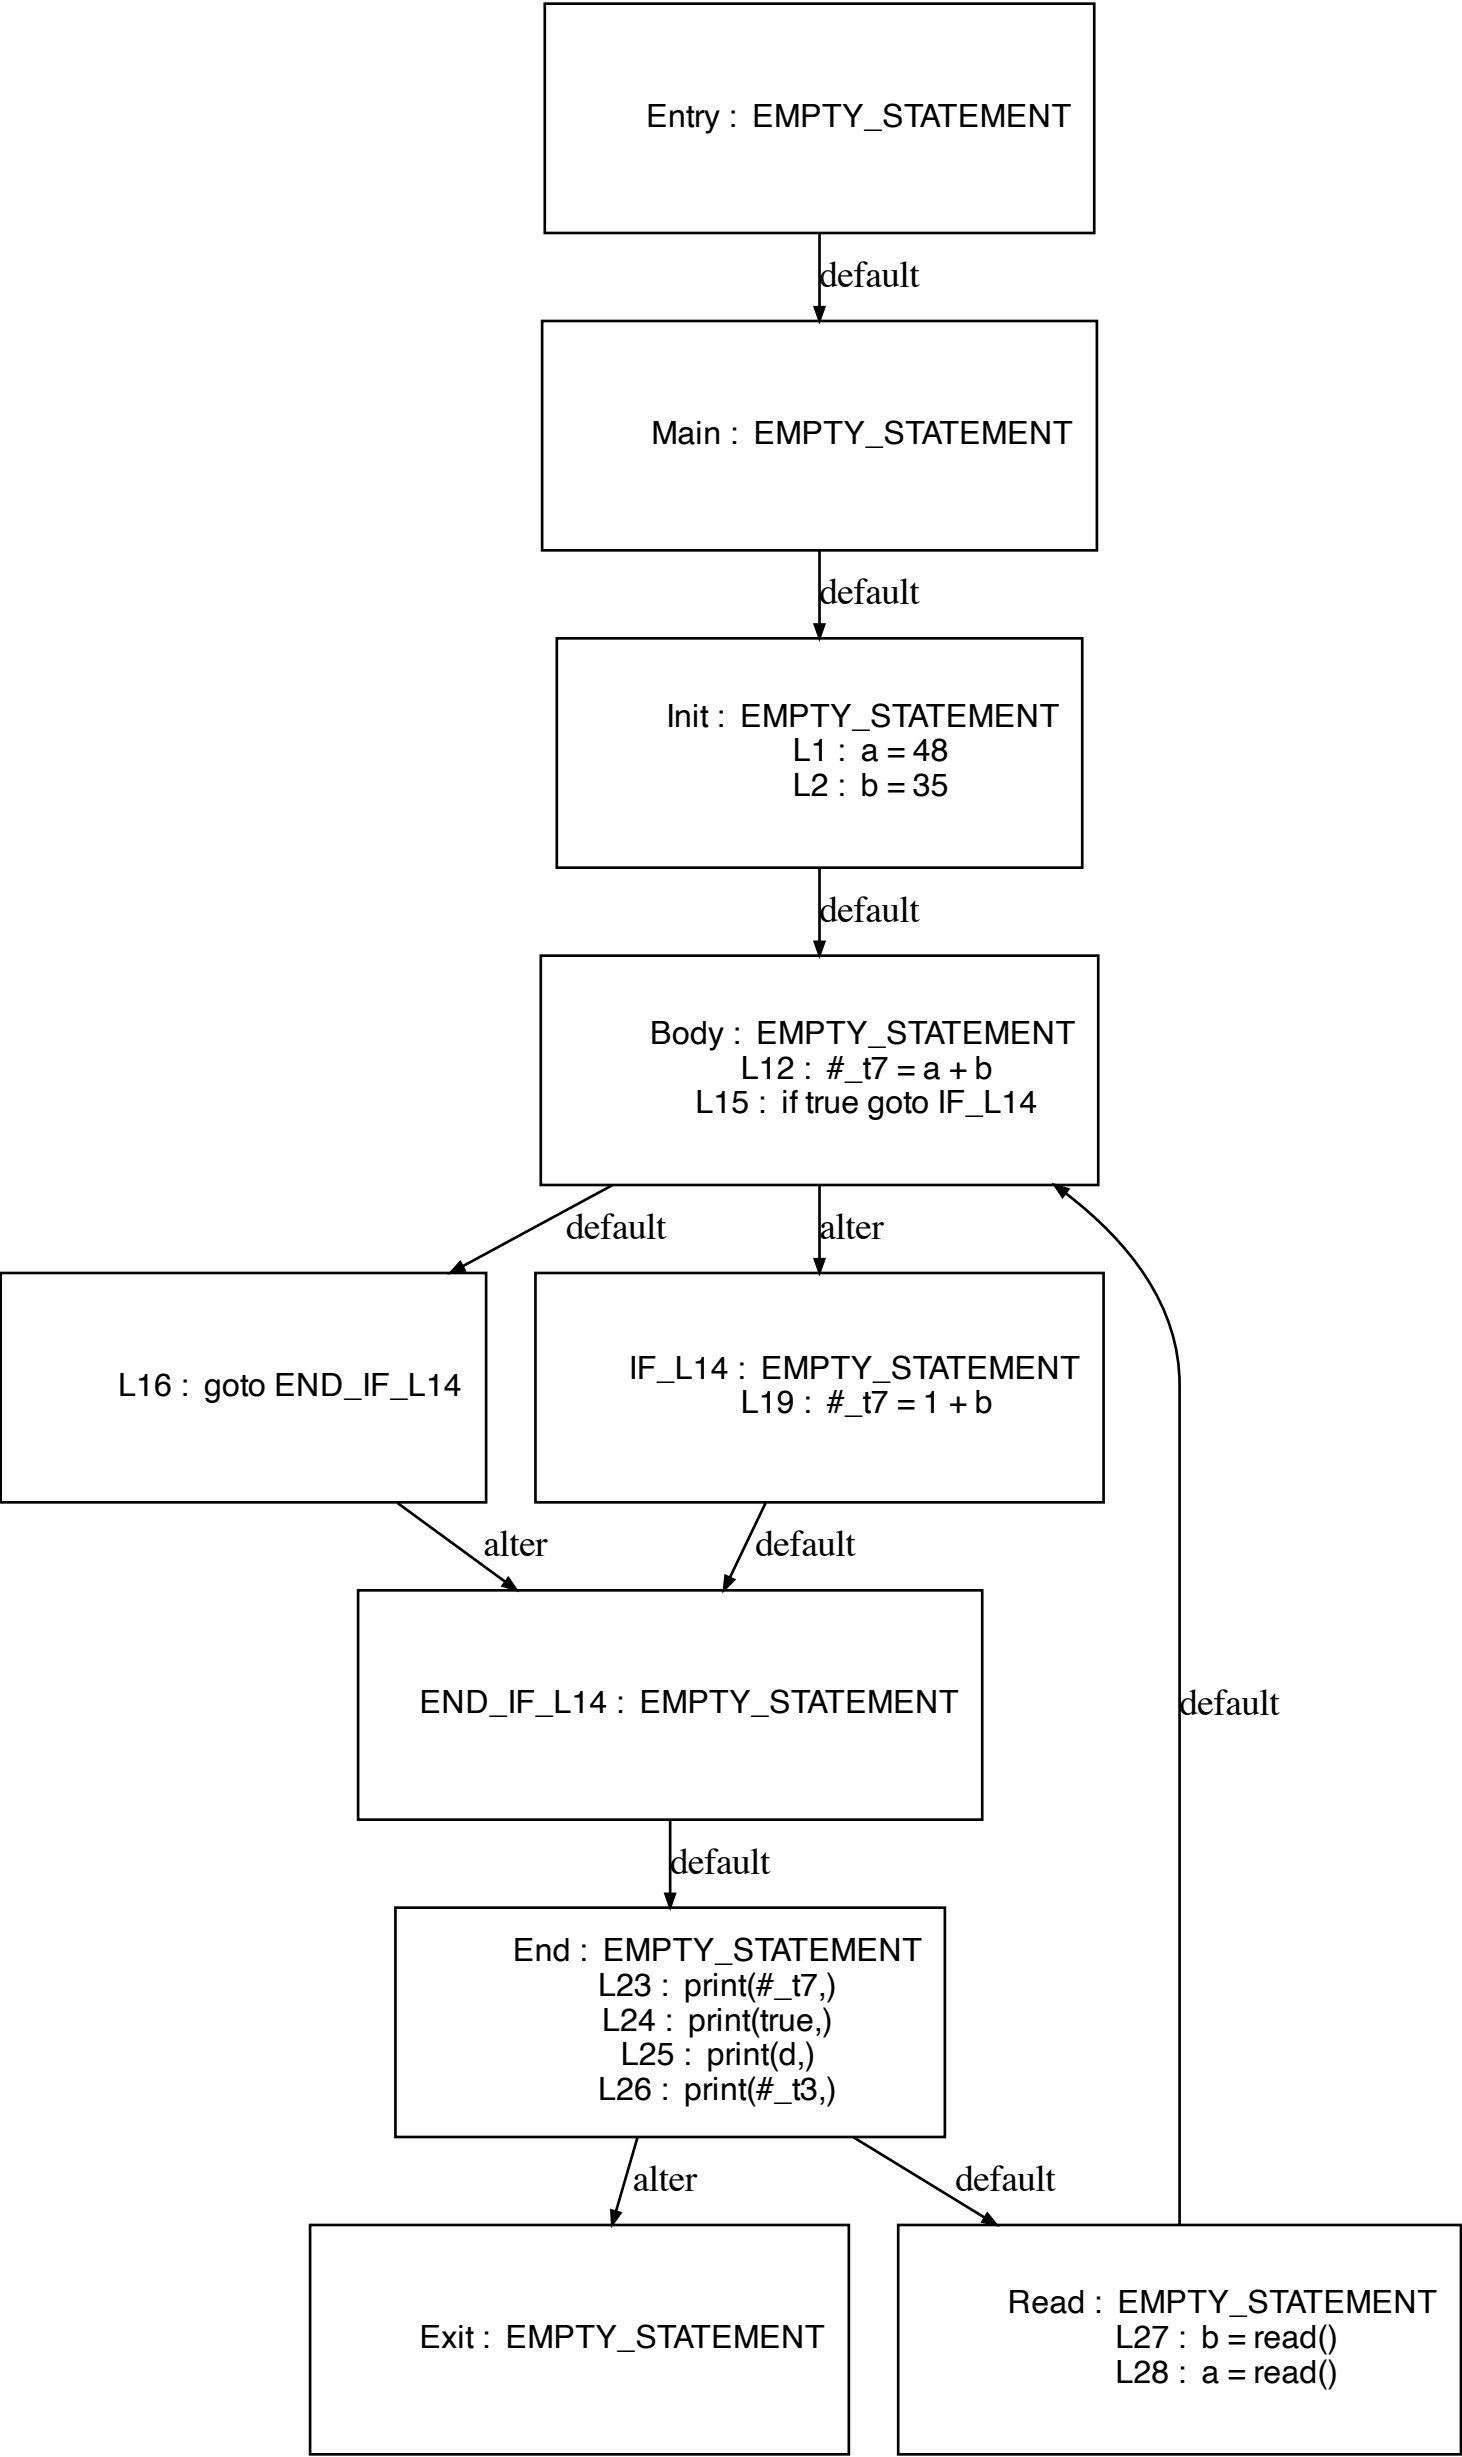 Entry : EMPTY_STATEMENT
default
Main : EMPTY_STATEMENT
default
Init : EMPTY_STATEMENT
L1 : a = 48
L2 : b = 35
default
Body : EMPTY_STATEMENT
L12 : #_t7 = a + b
L15 : if true goto IF_L14
default
alter
L16 : goto END_IF_L14
IF_L14 : EMPTY_STATEMENT
L19 : #_t7 = 1 + b
alter
default
END_IF_L14 : EMPTY_STATEMENT
default
default
End : EMPTY_STATEMENT
L23 : print(#_t7,)
L24 : print(true,)
L25 : print(d,)
L26 : print(#_t3,)
alter
default
Exit : EMPTY_STATEMENT
Read : EMPTY_STATEMENT
L27 : b = read()
L28 : a = read()